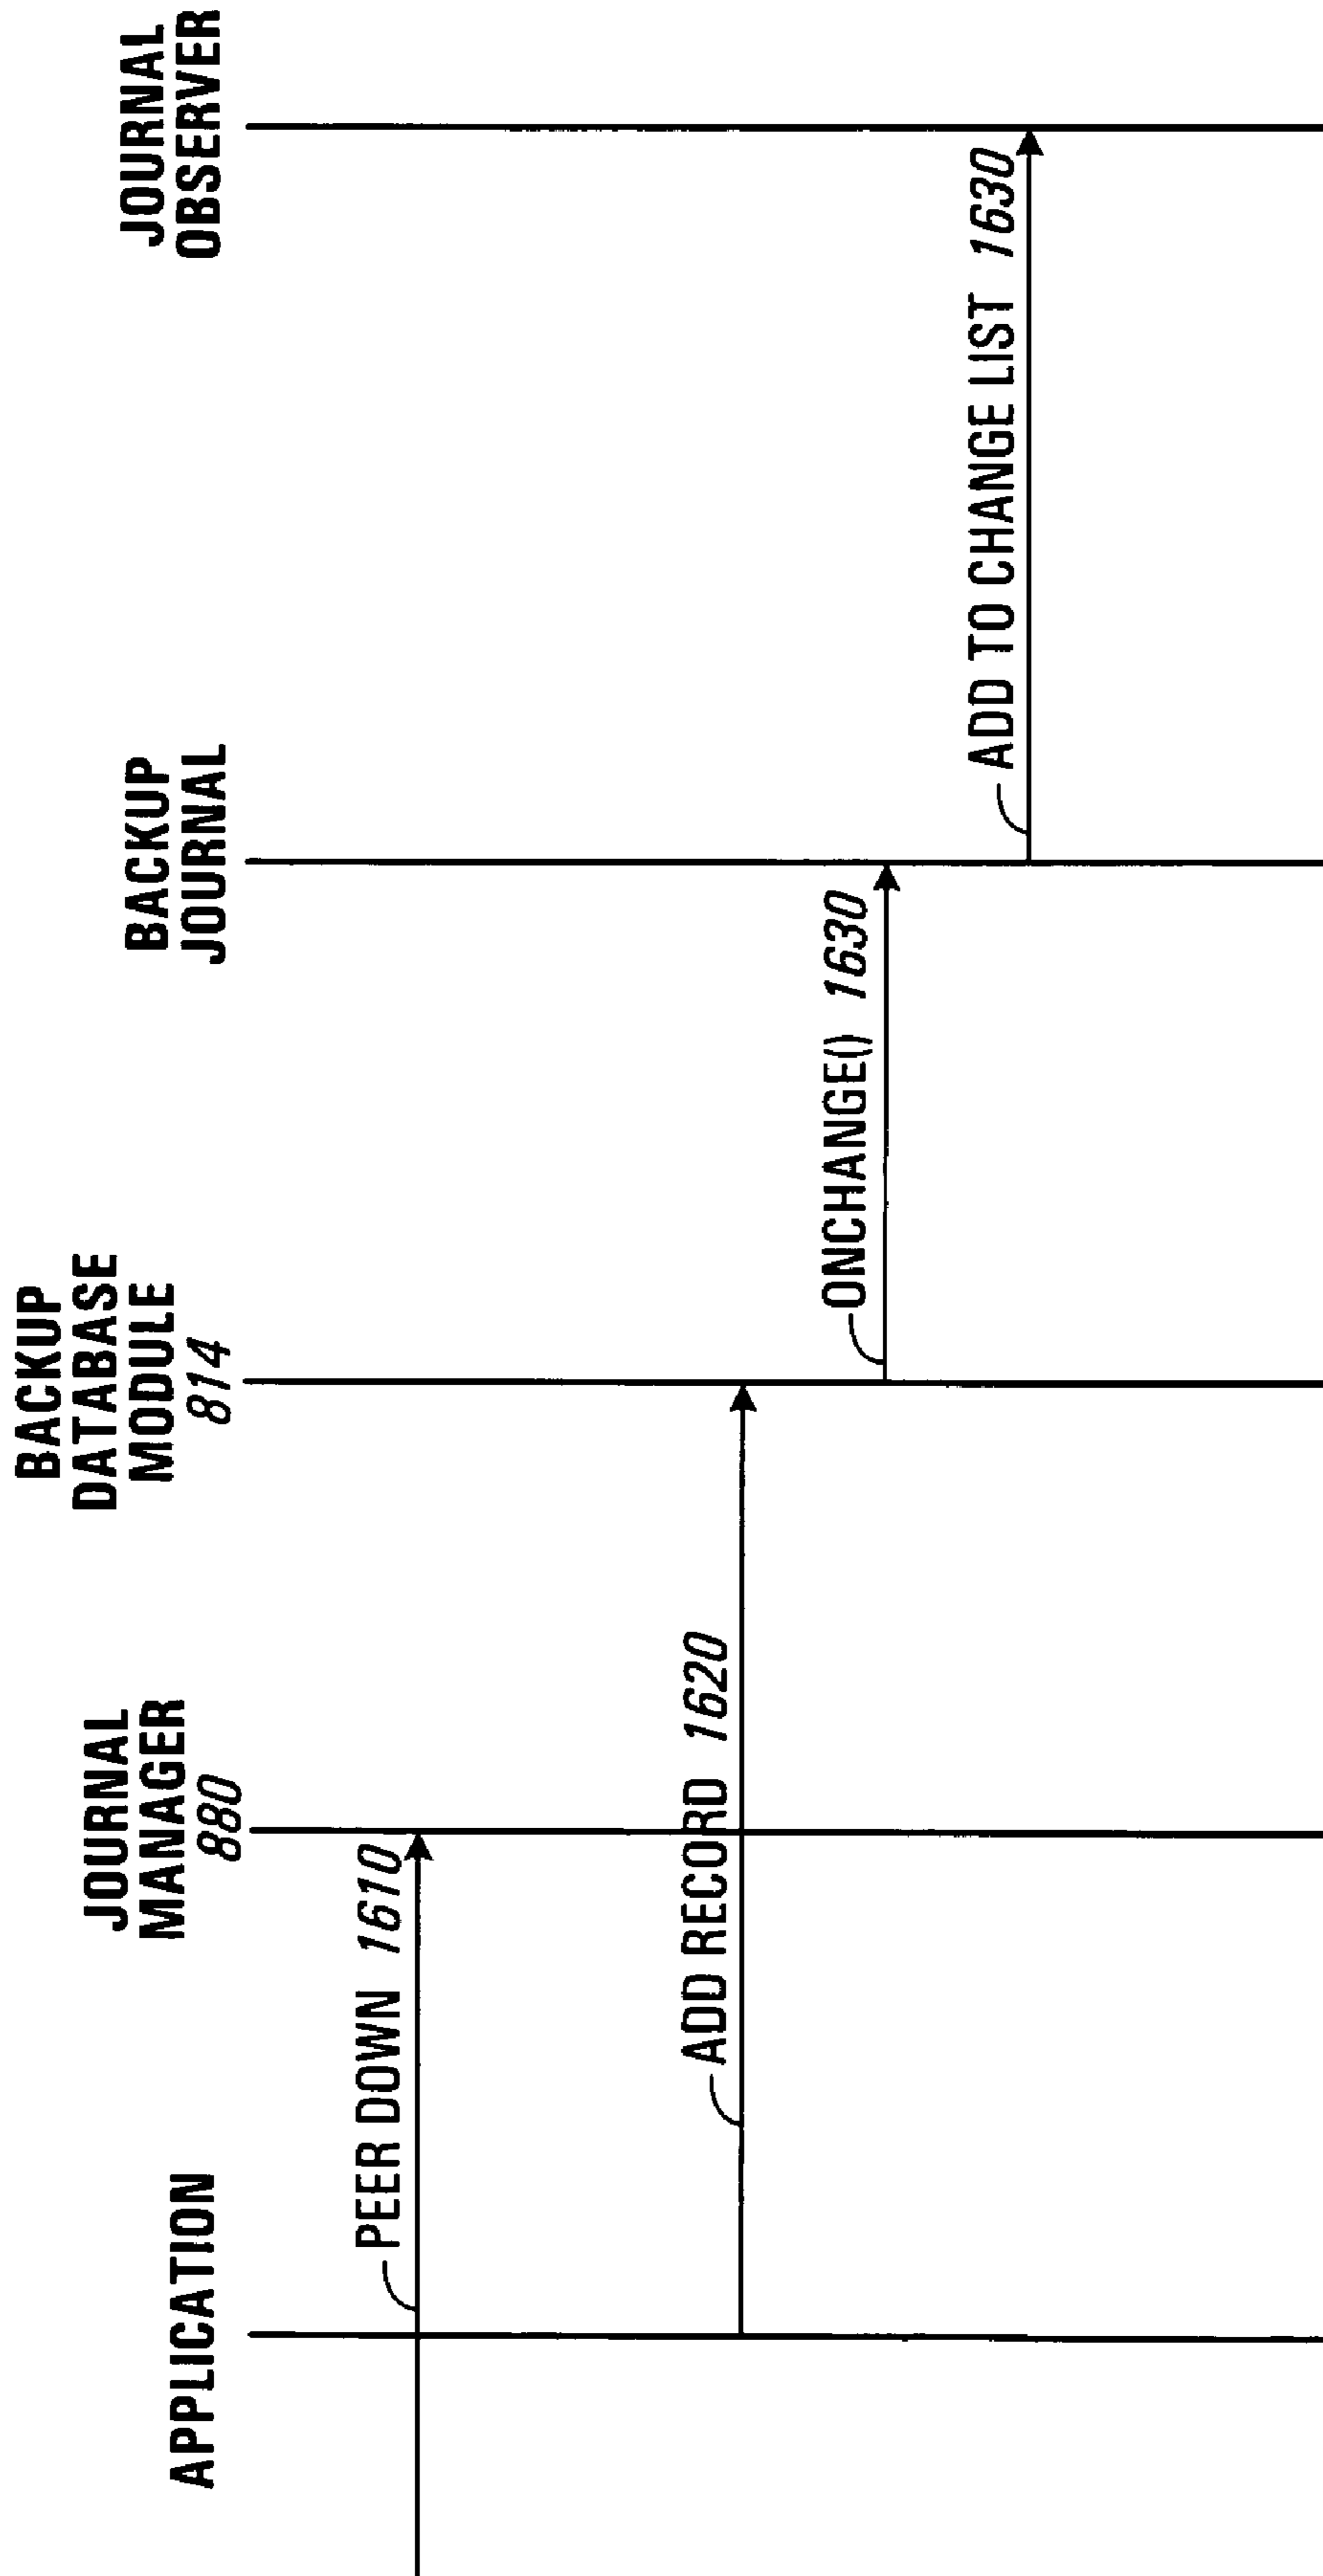 APPLICATION
JOURNAL
MANAGER
880
BACKUP
DATABASE
MODULE
814
BACKUP
JOURNAL
JOURNAL
OBSERVER
PEER DOWN 1610
ADD RECORD 1620
ONCHANGE() 1630
ADD TO CHANGE LIST 1630